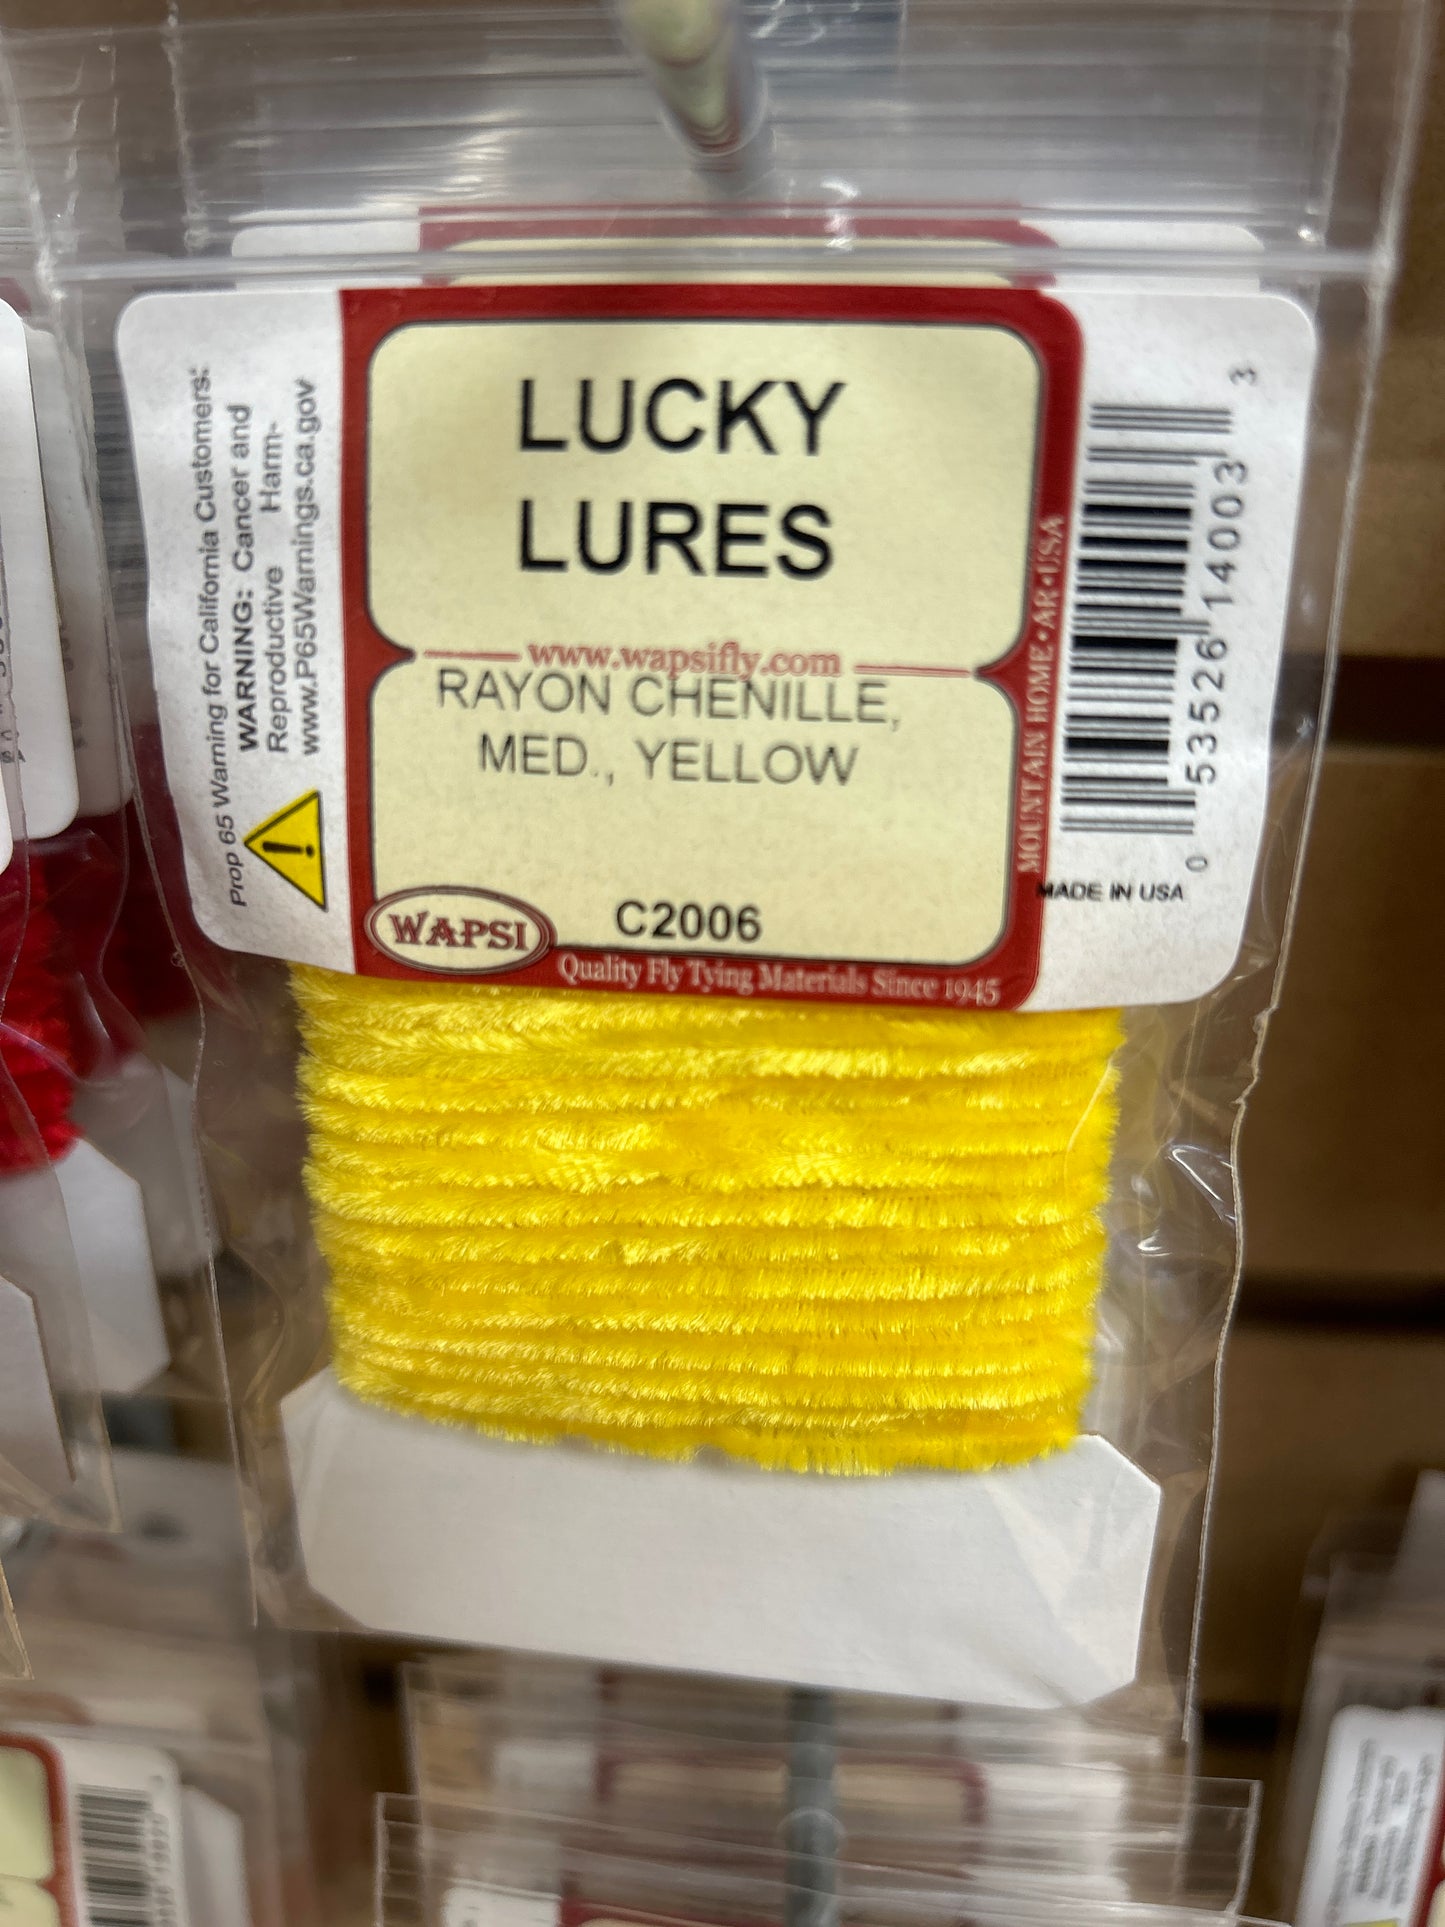 Prop 65 Warning for California Customers:
WARNING: Cancer and
Reproductive Harm-
www.P65Warnings.ca.gov
LUCKY
LURES
www.wapsifly.com
RAYON CHENILLE,
MED., YELLOW
WAPSI
C2006
Quality Fly Tying Materials Since 1945
MOUNTAIN HOME • AR • USA
0 53526 14003 3
MADE IN USA